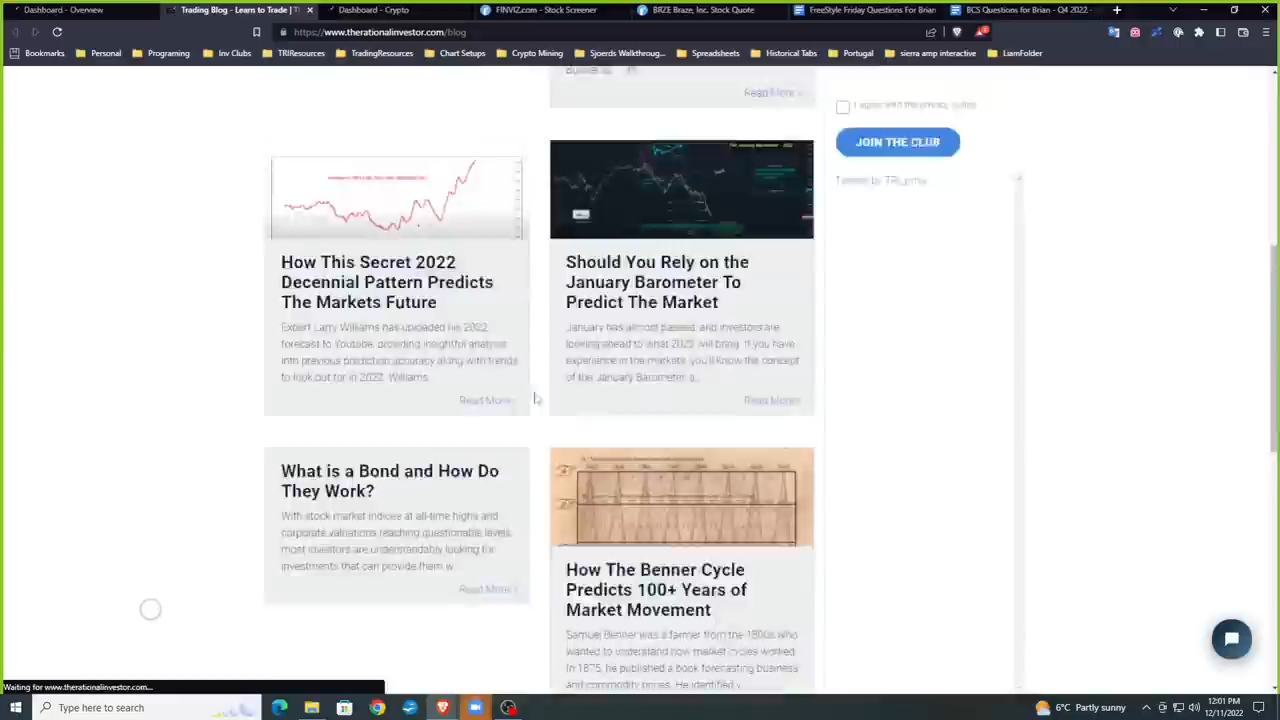 Dashboard - Overview
Trading Blog - Learn to Trade | T
Dashboard - Crypto
FINVIZ.com - Stock Screener
BRZE Braze, Inc. Stock Quote
FreeStyle Friday Questions For Brian
BCS Questions for Brian - Q4 2022 -
https://www.therationalinvestor.com/blog
Bookmarks
Personal
Programing
Inv Clubs
TRIResources
TradingResources
Chart Setups
Crypto Mining
Sjoerds Walkthroug...
Spreadsheets
Historical Tabs
Portugal
sierra amp interactive
LiamFolder
Read More »
I agree with the privacy policy
JOIN THE CLUB
Tweets by
How This Secret 2022
Decennial Pattern Predicts
The Markets Future
Expert Larry Williams has uploaded his 2022
forecast to Youtube, providing insightful analysis
into previous prediction accuracy along with trends
to look out for in 2022. Williams
Read More
Should You Rely on the
January Barometer To
Predict The Market
January has almost passed, and investors are
looking ahead to what 2022 will bring. If you have
experience in the markets, you'll know the concept
of the January Barometer a...
Read More
What is a Bond and How Do
They Work?
With stock market indices at all-time highs and
corporate valuations reaching questionable levels,
most investors are understandably looking for
investments that can provide them w...
Read More
How The Benner Cycle
Predicts 100+ Years of
Market Movement
Samuel Benner was a farmer from the 1800s who
wanted to understand how market cycles worked.
In 1875, he published a book forecasting business
and commodity prices. He identified
Waiting for www.therationalinvestor.com...
Type here to search
6°C Partly sunny
12:01 PM
12/11/2022